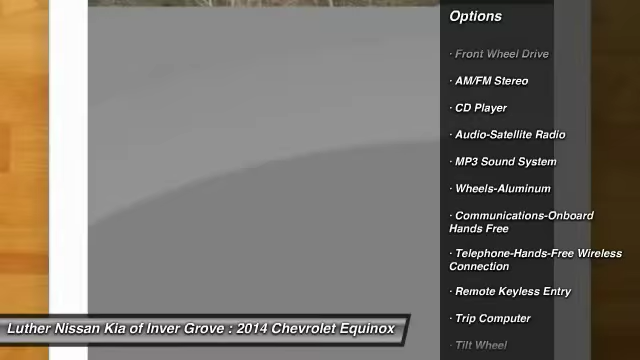 Options
· Front Wheel Drive
· AM/FM Stereo
· CD Player
· Audio-Satellite Radio
· MP3 Sound System
· Wheels-Aluminum
· Communications-Onboard
Hands Free
· Telephone-Hands-Free Wireless
Connection
· Remote Keyless Entry
· Trip Computer
· Tilt Wheel
Luther Nissan Kia of Inver Grove : 2014 Chevrolet Equinox